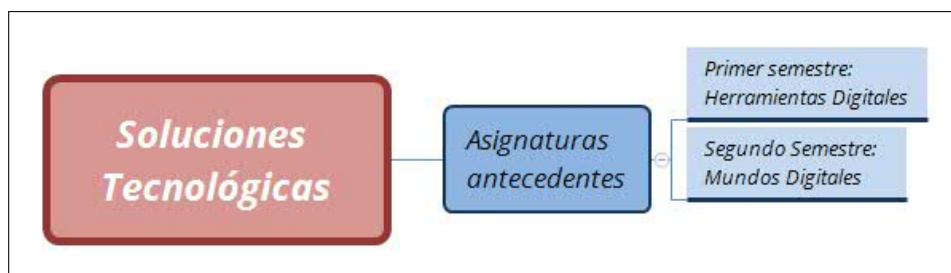 Soluciones
Tecnológicas
Asignaturas
antecedentes
Primer semestre:
Herramientas Digitales
Segundo Semestre:
Mundos Digitales